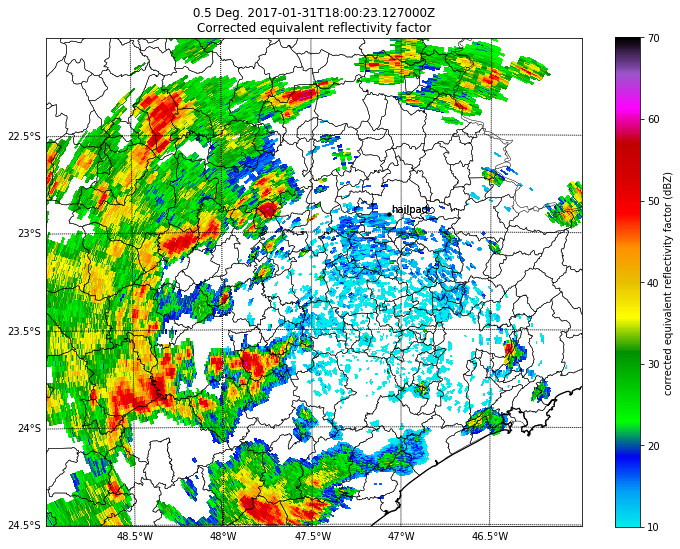 0.5 Deg. 2017-01-31T18:00:23.127000Z
Corrected equivalent reflectivity factor
hailpad
22.5°S
23°S
23.5°S
24°S
24.5°S
48.5°W
48°W
47.5°W
47°W
46.5°W
70
60
50
40
30
20
10
corrected equivalent reflectivity factor (dBZ)